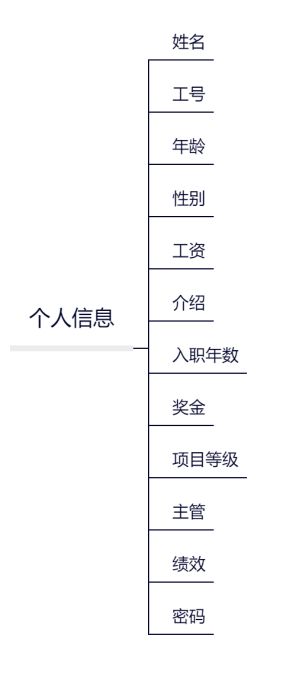 个人信息
姓名
工号
年龄
性别
工资
介绍
入职年数
奖金
项目等级
主管
绩效
密码